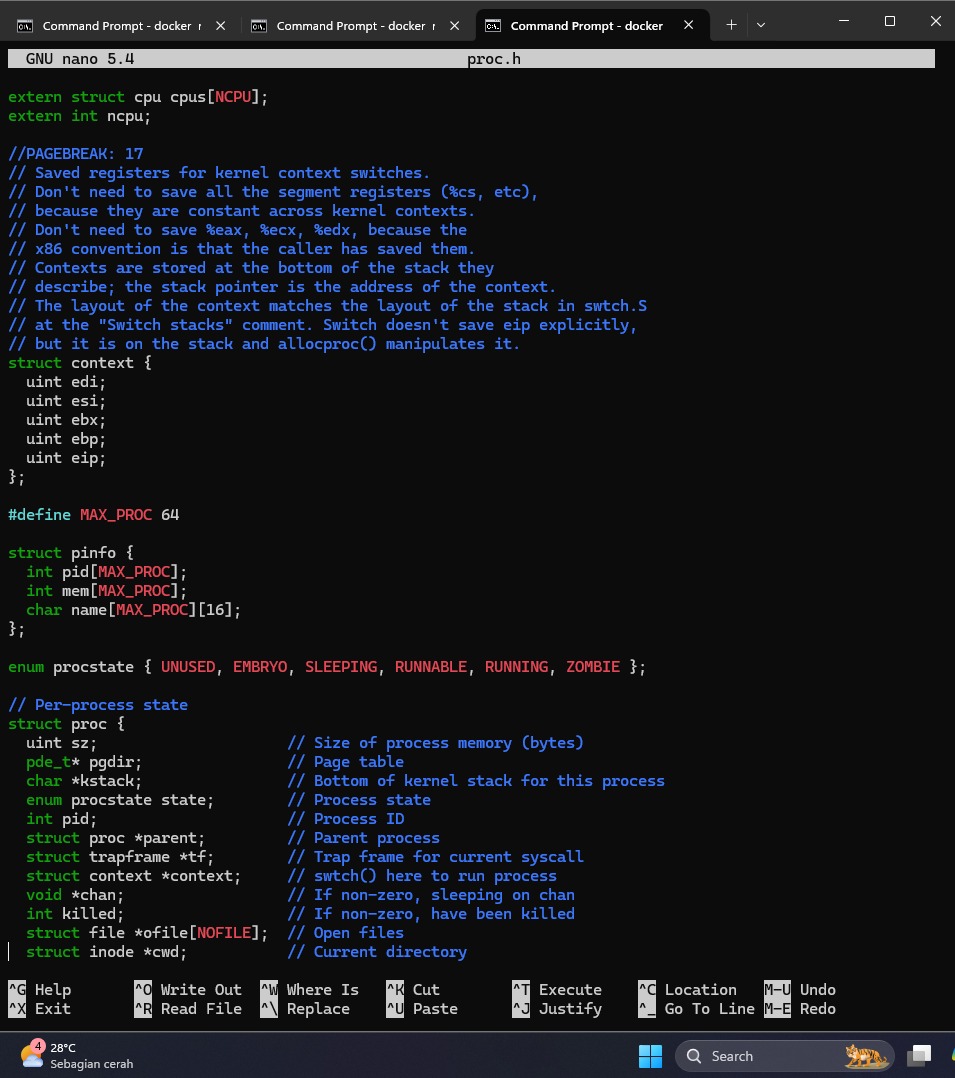 Command Prompt - docker r
Command Prompt - docker r
Command Prompt - docker
GNU nano 5.4 proc.h
extern struct cpu cpus[NCPU];
extern int ncpu;
//PAGEBREAK: 17
// Saved registers for kernel context switches.
// Don't need to save all the segment registers (%cs, etc),
// because they are constant across kernel contexts.
// Don't need to save %eax, %ecx, %edx, because the
// x86 convention is that the caller has saved them.
// Contexts are stored at the bottom of the stack they
// describe; the stack pointer is the address of the context.
// The layout of the context matches the layout of the stack in swtch.S
// at the "Switch stacks" comment. Switch doesn't save eip explicitly,
// but it is on the stack and allocproc() manipulates it.
struct context {
  uint edi;
  uint esi;
  uint ebx;
  uint ebp;
  uint eip;
};
#define MAX_PROC 64
struct pinfo {
  int pid[MAX_PROC];
  int mem[MAX_PROC];
  char name[MAX_PROC][16];
};
enum procstate { UNUSED, EMBRYO, SLEEPING, RUNNABLE, RUNNING, ZOMBIE };
// Per-process state
struct proc {
  uint sz;                     // Size of process memory (bytes)
  pde_t* pgdir;                // Page table
  char *kstack;                // Bottom of kernel stack for this process
  enum procstate state;        // Process state
  int pid;                     // Process ID
  struct proc *parent;         // Parent process
  struct trapframe *tf;        // Trap frame for current syscall
  struct context *context;     // swtch() here to run process
  void *chan;                  // If non-zero, sleeping on chan
  int killed;                  // If non-zero, have been killed
  struct file *ofile[NOFILE];  // Open files
  struct inode *cwd;           // Current directory
^G Help ^O Write Out ^W Where Is ^K Cut ^T Execute ^C Location M-U Undo
^X Exit ^R Read File ^\ Replace ^U Paste ^J Justify ^_ Go To Line M-E Redo
4
28°C
Sebagian cerah
Search